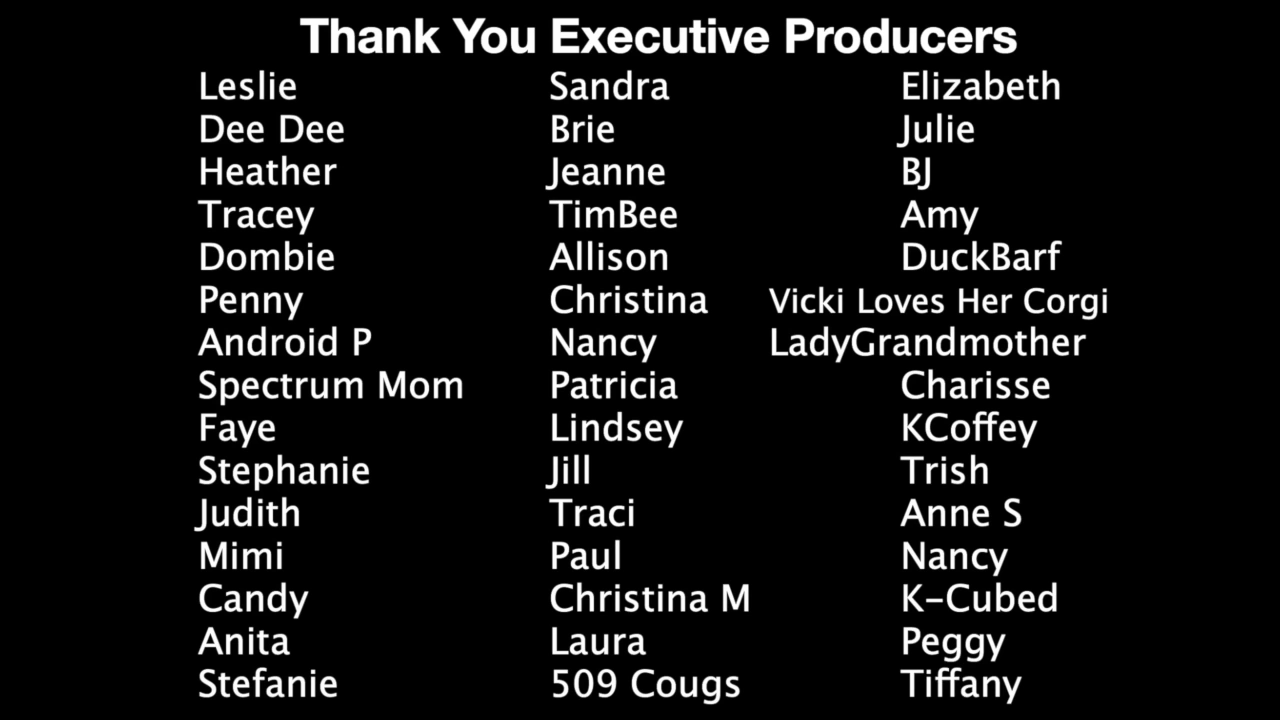 Thank You Executive Producers
Leslie Sandra Elizabeth
Dee Dee Brie Julie
Heather Jeanne BJ
Tracey TimBee Amy
Dombie Allison DuckBarf
Penny Christina Vicki Loves Her Corgi
Android P Nancy LadyGrandmother
Spectrum Mom Patricia Charisse
Faye Lindsey KCoffey
Stephanie Jill Trish
Judith Traci Anne S
Mimi Paul Nancy
Candy Christina M K-Cubed
Anita Laura Peggy
Stefanie 509 Cougs Tiffany